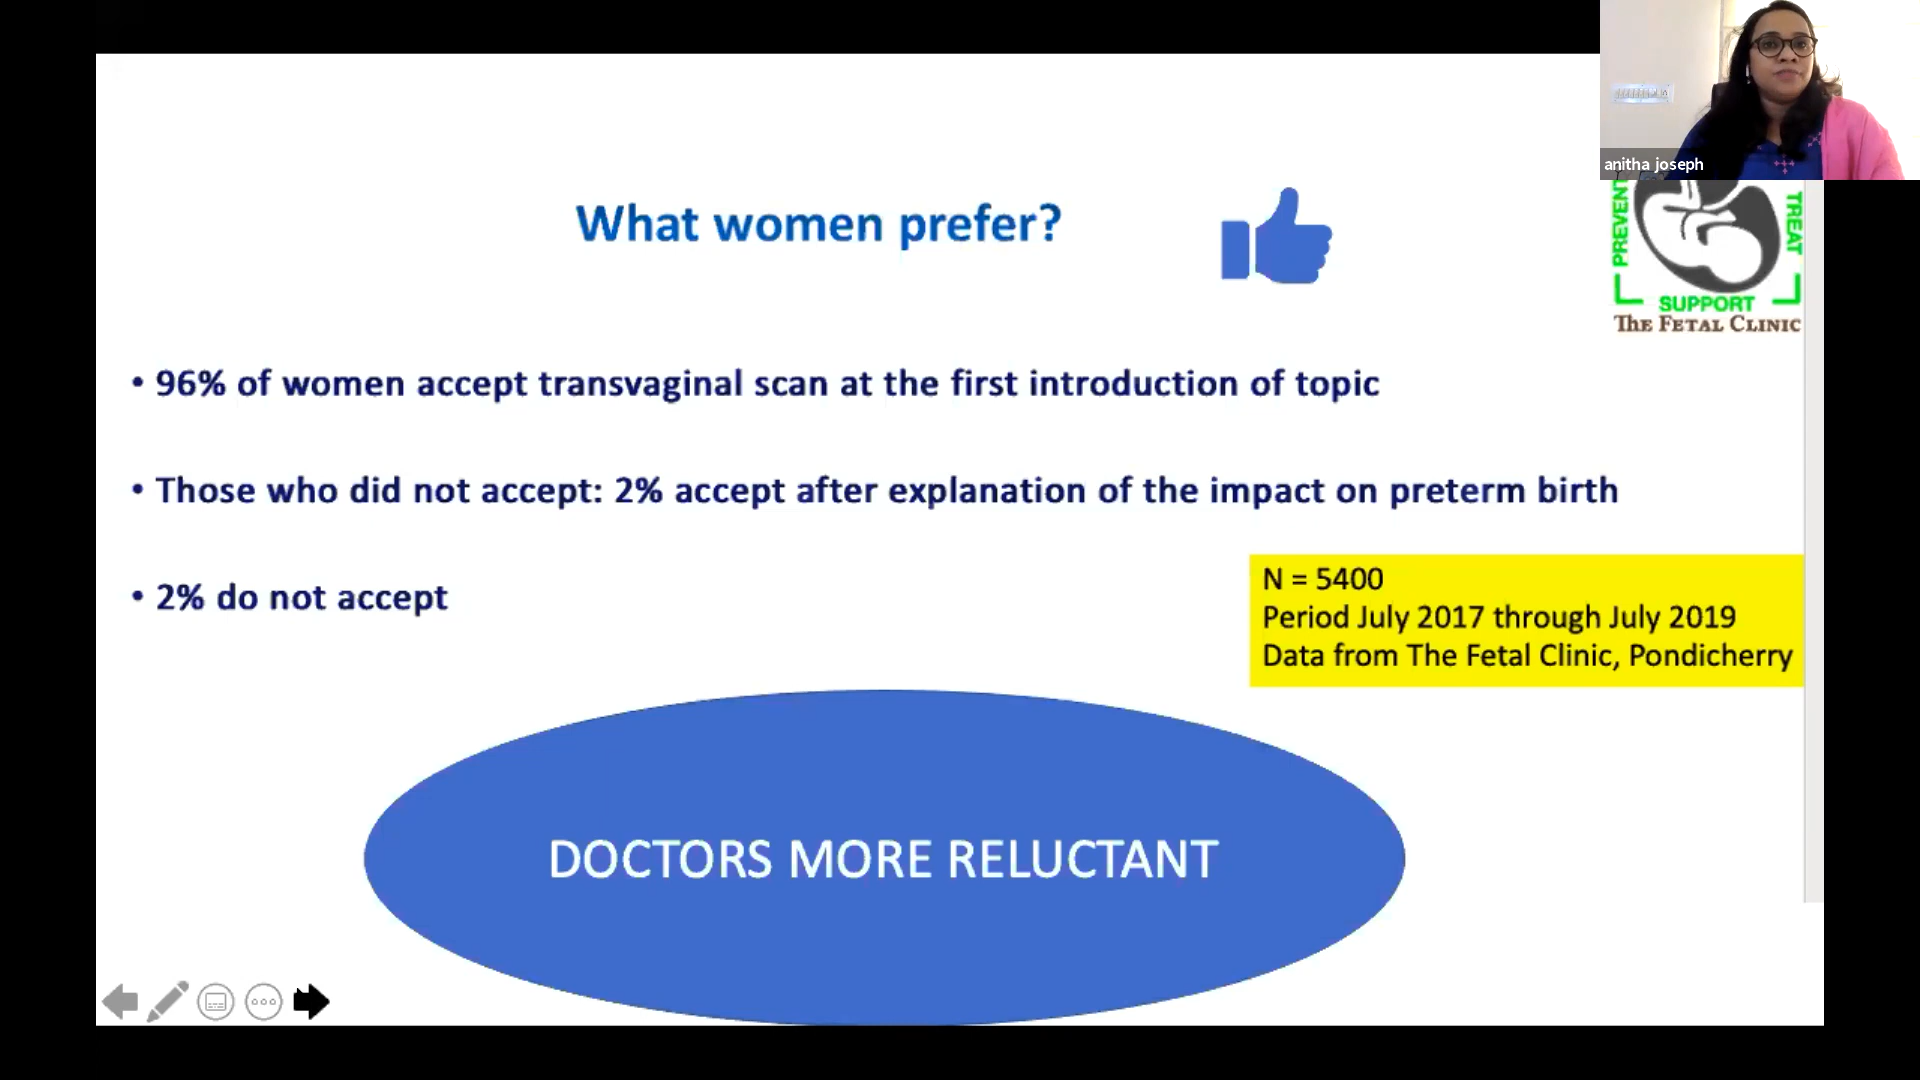 anitha joseph
What women prefer?
PREVENT
TREAT
SUPPORT
THE FETAL CLINIC
• 96% of women accept transvaginal scan at the first introduction of topic
• Those who did not accept: 2% accept after explanation of the impact on preterm birth
• 2% do not accept
N = 5400
Period July 2017 through July 2019
Data from The Fetal Clinic, Pondicherry
DOCTORS MORE RELUCTANT